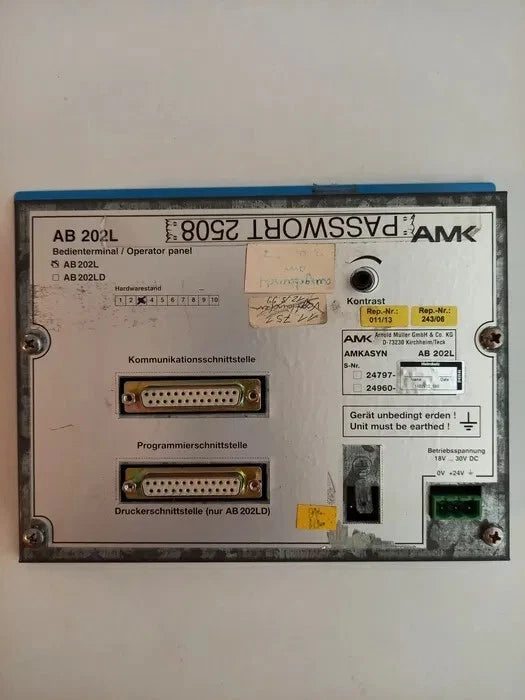 AB 202L
PASSWORT 2508
AMK
Bedienterminal / Operator panel
AB 202L
AB 202LD
Hardwarestand
1 2 4 5 6 7 8 9 10
ausgetauscht
am
Kontrast
Rep.-Nr.:
011/13
Rep.-Nr.:
243/06
AMK Arnold Müller GmbH & Co. KG
D-73230 Kirchheim/Teck
AMKASYN AB 202L
S-Nr.
24797-
24960-
Kommunikationsschnittstelle
Gerät unbedingt erden !
Unit must be earthed !
Programmierschnittstelle
Betriebsspannung
18V ... 30V DC
0V +24V
Druckerschnittstelle (nur AB 202LD)